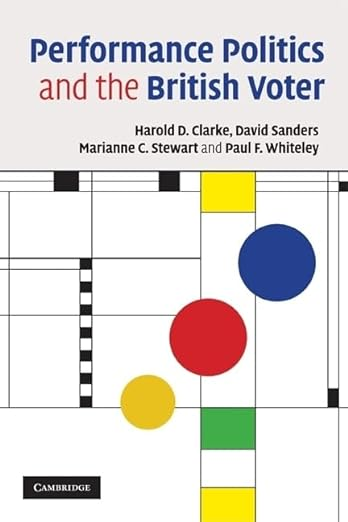 Performance Politics
and the British Voter
Harold D. Clarke, David Sanders
Marianne C. Stewart and Paul F. Whiteley
CAMBRIDGE